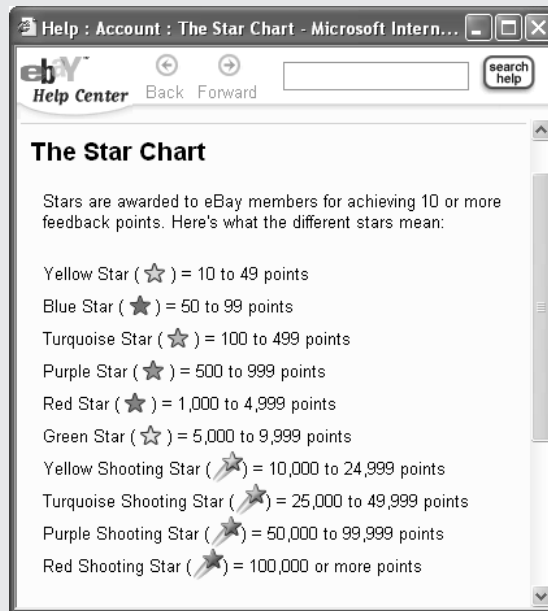 Help : Account : The Star Chart - Microsoft Intern...
ebY™
Help Center
Back Forward
search
help
The Star Chart
Stars are awarded to eBay members for achieving 10 or more
feedback points. Here's what the different stars mean:
Yellow Star ( ) = 10 to 49 points
Blue Star ( ) = 50 to 99 points
Turquoise Star ( ) = 100 to 499 points
Purple Star ( ) = 500 to 999 points
Red Star ( ) = 1,000 to 4,999 points
Green Star ( ) = 5,000 to 9,999 points
Yellow Shooting Star ( ) = 10,000 to 24,999 points
Turquoise Shooting Star ( ) = 25,000 to 49,999 points
Purple Shooting Star ( ) = 50,000 to 99,999 points
Red Shooting Star ( ) = 100,000 or more points